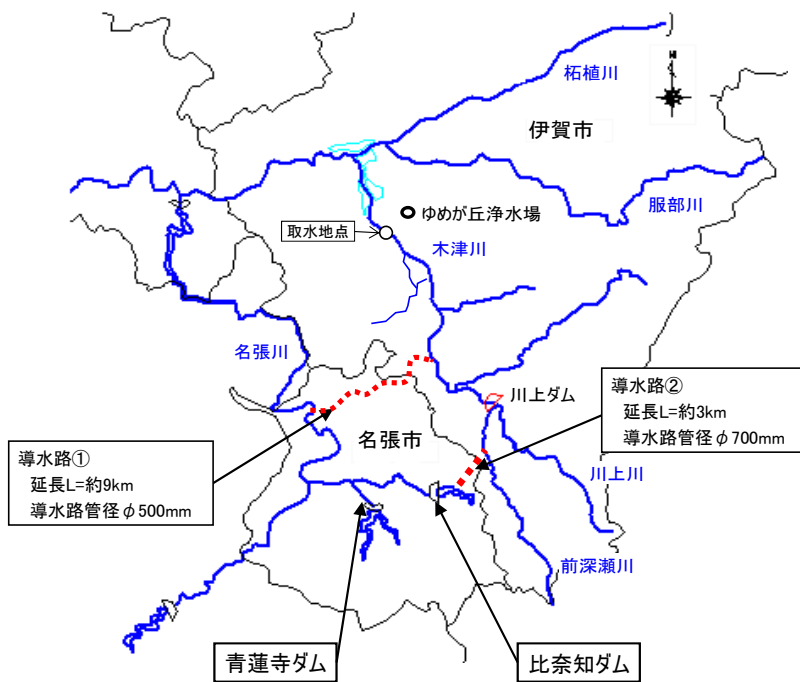 柘植川
N
伊賀市
服部川
ゆめが丘浄水場
取水地点
木津川
名張川
川上ダム
導水路②
延長L=約3km
導水路管径φ700mm
名張市
導水路①
延長L=約9km
導水路管径φ500mm
川上川
前深瀬川
青蓮寺ダム
比奈知ダム